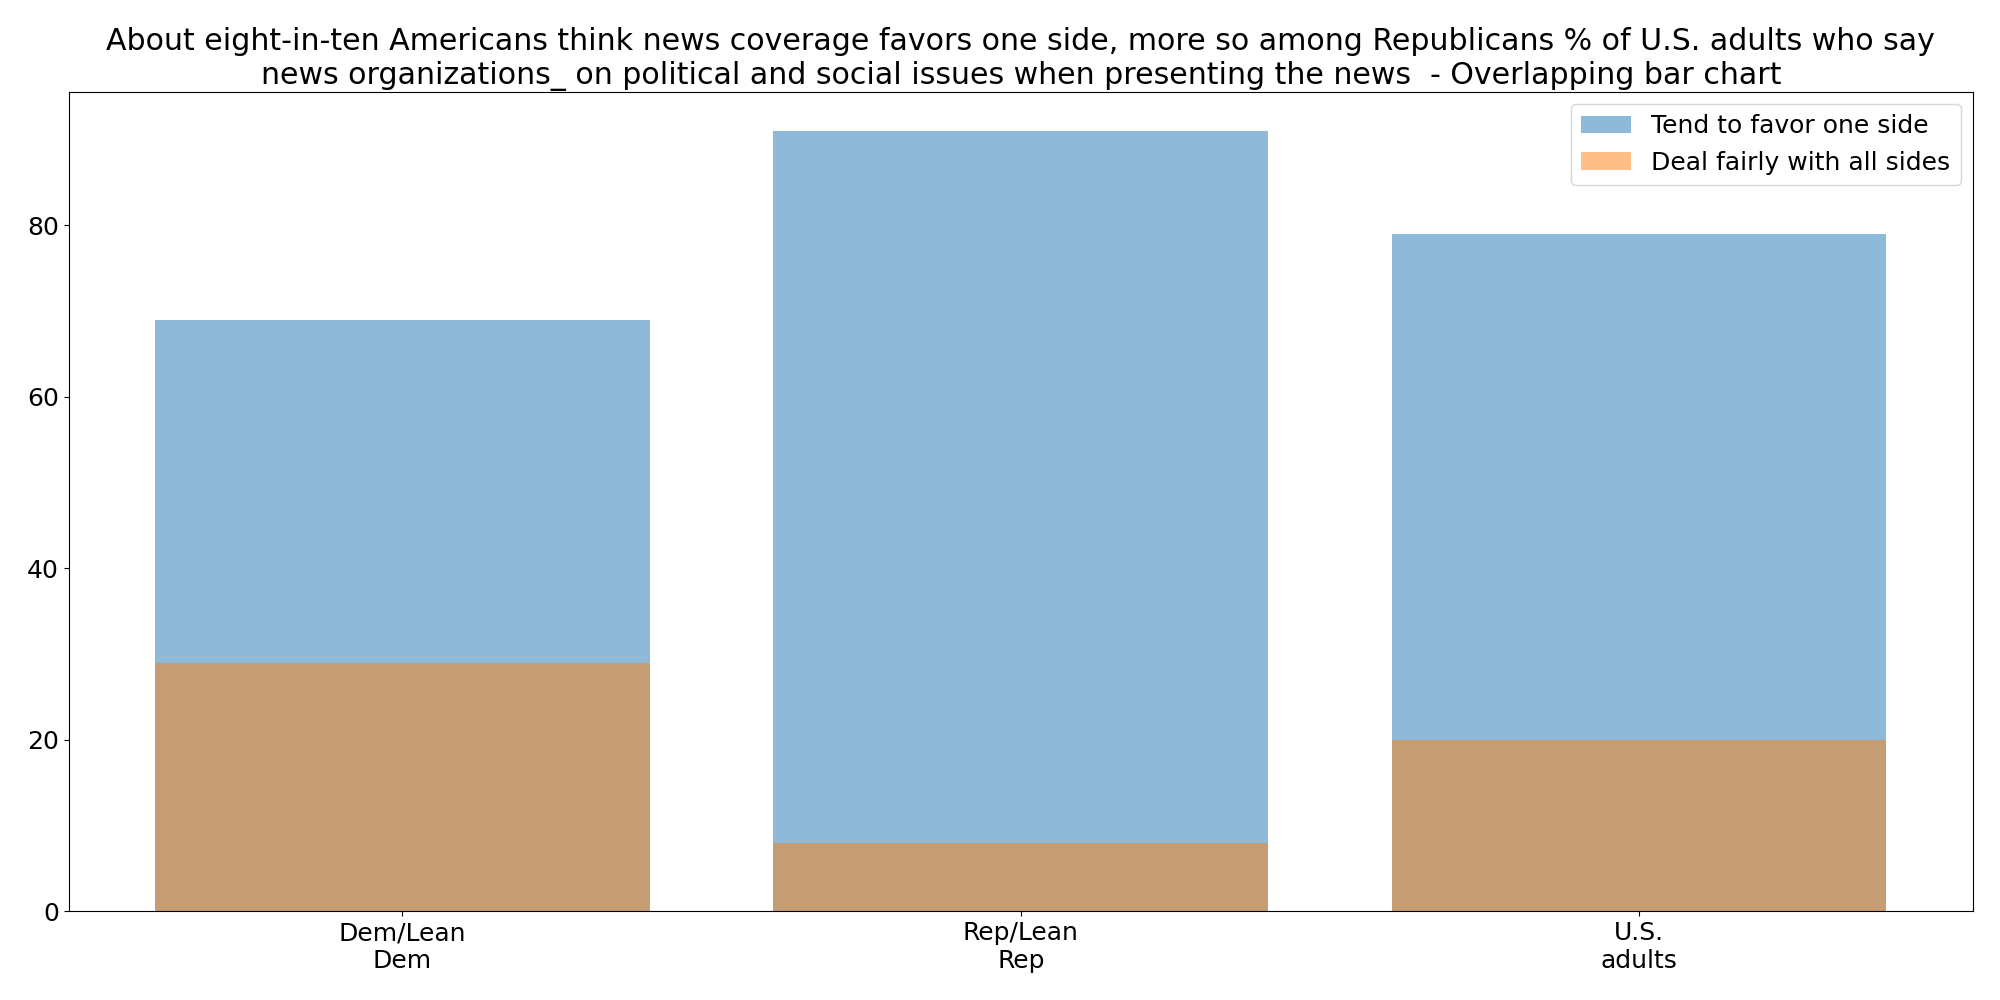 About eight-in-ten Americans think news coverage favors one side, more so among Republicans % of U.S. adults who say
news organizations_ on political and social issues when presenting the news  - Overlapping bar chart
Tend to favor one side
Deal fairly with all sides
80
60
40
20
0
Dem/Lean
Dem
Rep/Lean
Rep
U.S.
adults